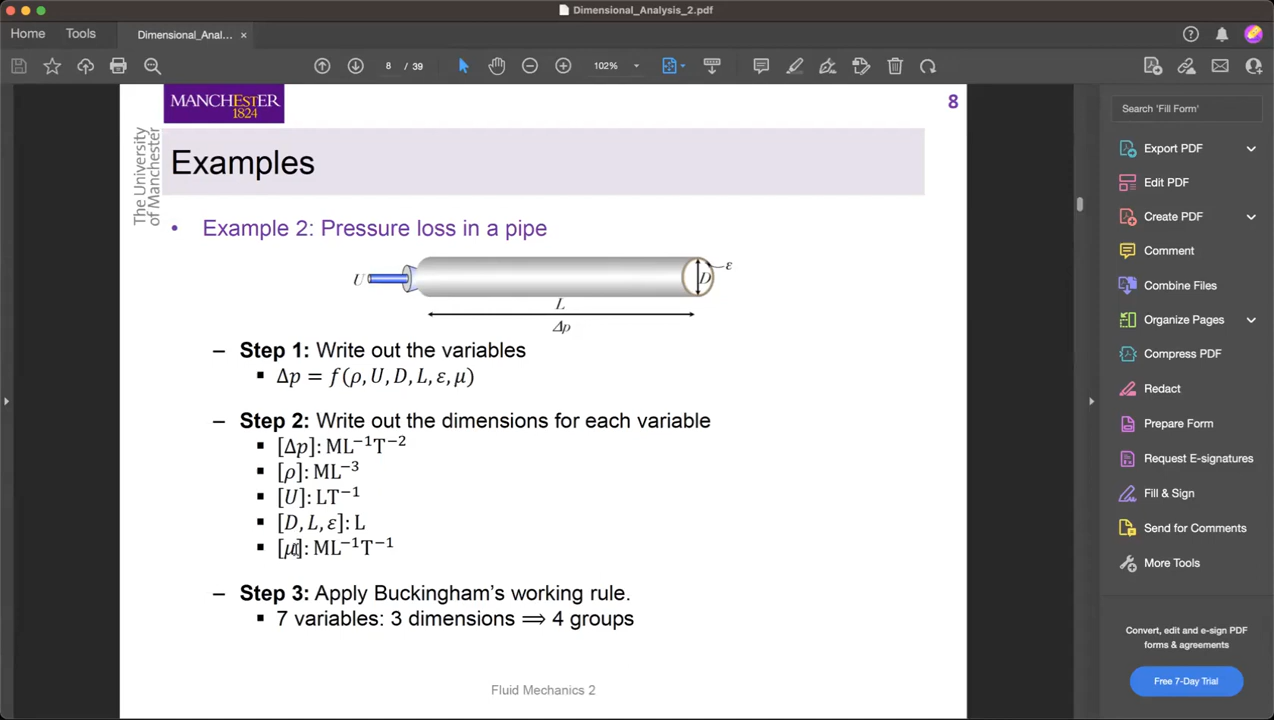 Dimensional_Analysis_2.pdf
Home Tools Dimensional_Anal... ×
8 / 39 102%
MANCHESTER
1824
The University
of Manchester
8
Examples
• Example 2: Pressure loss in a pipe
U ε D
L
Δp
– Step 1: Write out the variables
▪ Δp = f(ρ, U, D, L, ε, μ)
– Step 2: Write out the dimensions for each variable
▪ [Δp]: ML⁻¹T⁻²
▪ [ρ]: ML⁻³
▪ [U]: LT⁻¹
▪ [D, L, ε]: L
▪ [μ]: ML⁻¹T⁻¹
– Step 3: Apply Buckingham’s working rule.
▪ 7 variables: 3 dimensions ⟹ 4 groups
Fluid Mechanics 2
Search 'Fill Form'
Export PDF
Edit PDF
Create PDF
Comment
Combine Files
Organize Pages
Compress PDF
Redact
Prepare Form
Request E-signatures
Fill & Sign
Send for Comments
More Tools
Convert, edit and e-sign PDF
forms & agreements
Free 7-Day Trial